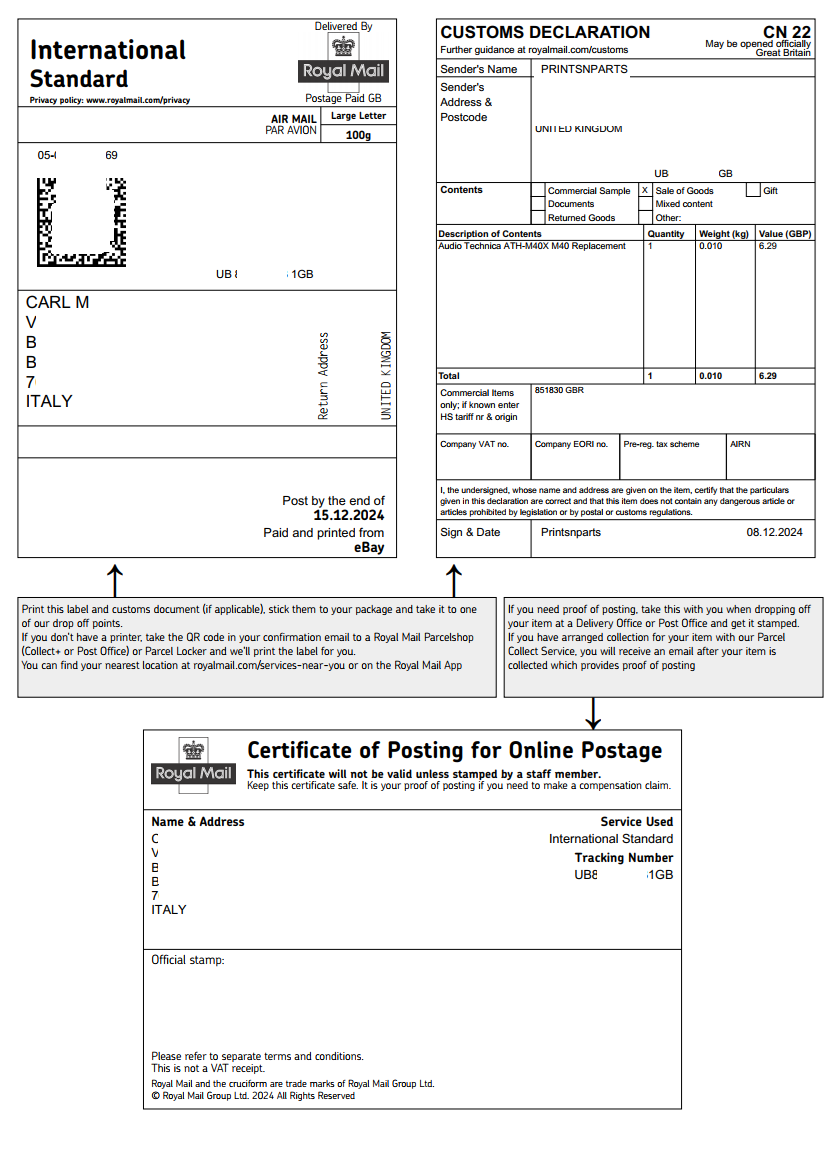 International
Standard
Privacy policy: www.royalmail.com/privacy
Delivered By
Royal Mail
Postage Paid GB
AIR MAIL
PAR AVION
Large Letter
100g
05-
69
UB 8
1GB
CARL M
V
B
B
7
ITALY
Return Address
UNITED KINGDOM
Post by the end of
15.12.2024
Paid and printed from
eBay
CUSTOMS DECLARATION
CN 22
Further guidance at royalmail.com/customs
May be opened officially
Great Britain
Sender's Name
PRINTSNPARTS
Sender's
Address &
Postcode
UNITED KINGDOM
UB GB
Contents
Commercial Sample
X Sale of Goods
Gift
Documents
Mixed content
Returned Goods
Other:
Description of Contents Quantity Weight (kg) Value (GBP)
Audio Technica ATH-M40X M40 Replacement 1 0.010 6.29
Total 1 0.010 6.29
Commercial Items
only; if known enter
HS tariff nr & origin
851830 GBR
Company VAT no. Company EORI no. Pre-reg. tax scheme AIRN
I, the undersigned, whose name and address are given on the item, certify that the particulars
given in this declaration are correct and that this item does not contain any dangerous article or
articles prohibited by legislation or by postal or customs regulations.
Sign & Date Printsnparts 08.12.2024
Print this label and customs document (if applicable), stick them to your package and take it to one
of our drop off points.
If you don't have a printer, take the QR code in your confirmation email to a Royal Mail Parcelshop
(Collect+ or Post Office) or Parcel Locker and we'll print the label for you.
You can find your nearest location at royalmail.com/services-near-you or on the Royal Mail App
If you need proof of posting, take this with you when dropping off
your item at a Delivery Office or Post Office and get it stamped.
If you have arranged collection for your item with our Parcel
Collect Service, you will receive an email after your item is
collected which provides proof of posting
Royal Mail
Certificate of Posting for Online Postage
This certificate will not be valid unless stamped by a staff member.
Keep this certificate safe. It is your proof of posting if you need to make a compensation claim.
Name & Address
C
V
B
B
7
ITALY
Service Used
International Standard
Tracking Number
UB8 1GB
Official stamp:
Please refer to separate terms and conditions.
This is not a VAT receipt.
Royal Mail and the cruciform are trade marks of Royal Mail Group Ltd.
© Royal Mail Group Ltd. 2024 All Rights Reserved